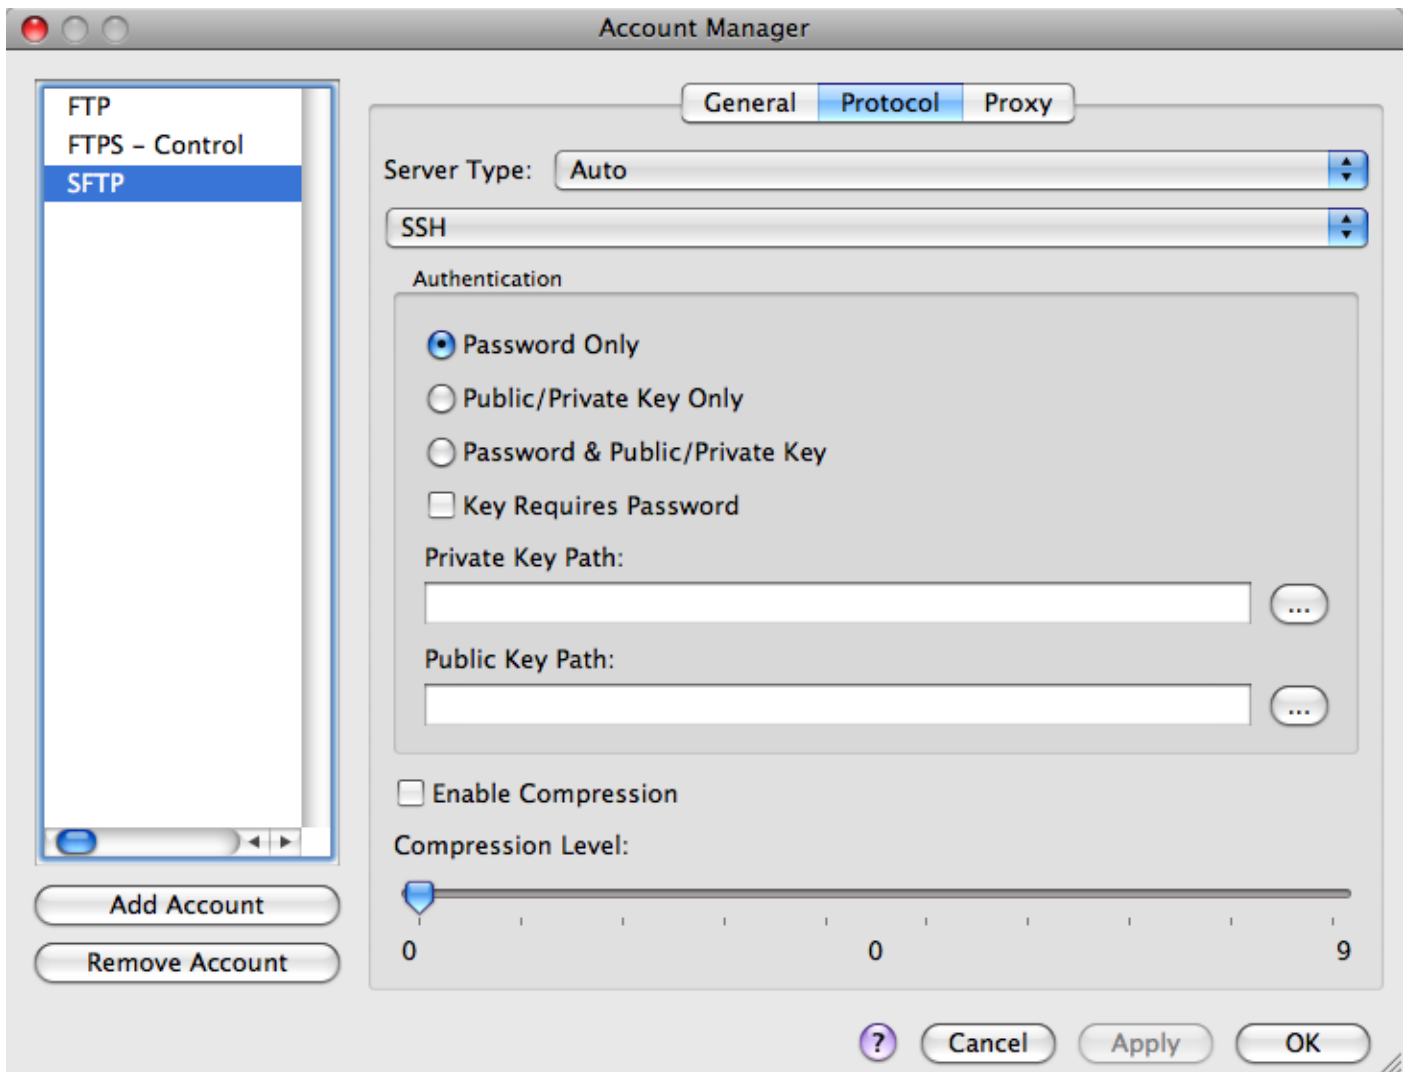 Account Manager
FTP
FTPS – Control
SFTP
Add Account
Remove Account
General Protocol Proxy
Server Type: Auto
SSH
Authentication
Password Only
Public/Private Key Only
Password & Public/Private Key
Key Requires Password
Private Key Path:
...
Public Key Path:
...
Enable Compression
Compression Level:
0 0 9
? Cancel Apply OK